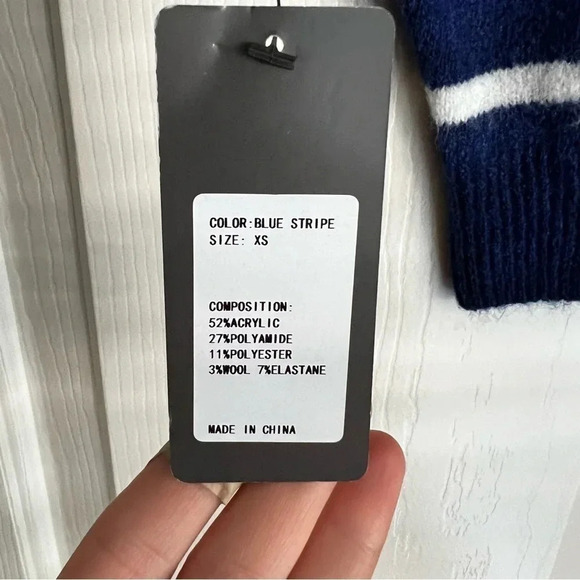 COLOR:BLUE STRIPE
SIZE: XS
COMPOSITION:
52%ACRYLIC
27%POLYAMIDE
11%POLYESTER
3%WOOL 7%ELASTANE
MADE IN CHINA